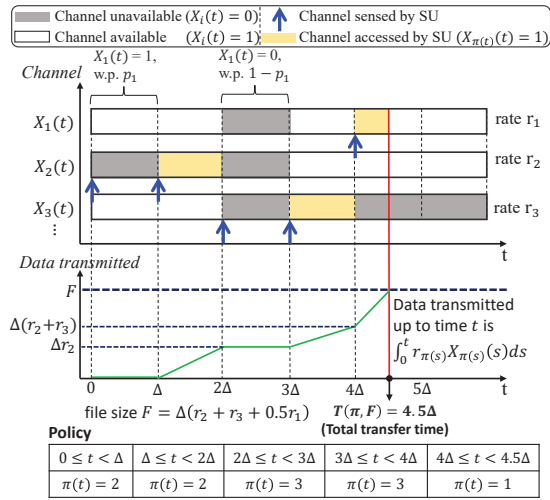 Channel unavailable (X_i(t) = 0) Channel sensed by SU
Channel available (X_i(t) = 1) Channel accessed by SU (X_π(t)(t) = 1)
Channel
X_1(t) = 1, w.p. p_1
X_1(t) = 0, w.p. 1 − p_1
X_1(t) rate r_1
X_2(t) rate r_2
X_3(t) rate r_3
⋮
t
Data transmitted
F
Δ(r_2+r_3)
Δr_2
Data transmitted
up to time t is
∫_0^t r_π(s) X_π(s)(s)ds
0 Δ 2Δ 3Δ 4Δ 5Δ t
file size F = Δ(r_2 + r_3 + 0.5r_1) T(π, F) = 4.5Δ
(Total transfer time)
Policy
0 ≤ t < Δ Δ ≤ t < 2Δ 2Δ ≤ t < 3Δ 3Δ ≤ t < 4Δ 4Δ ≤ t < 4.5Δ
π(t) = 2 π(t) = 2 π(t) = 3 π(t) = 3 π(t) = 1